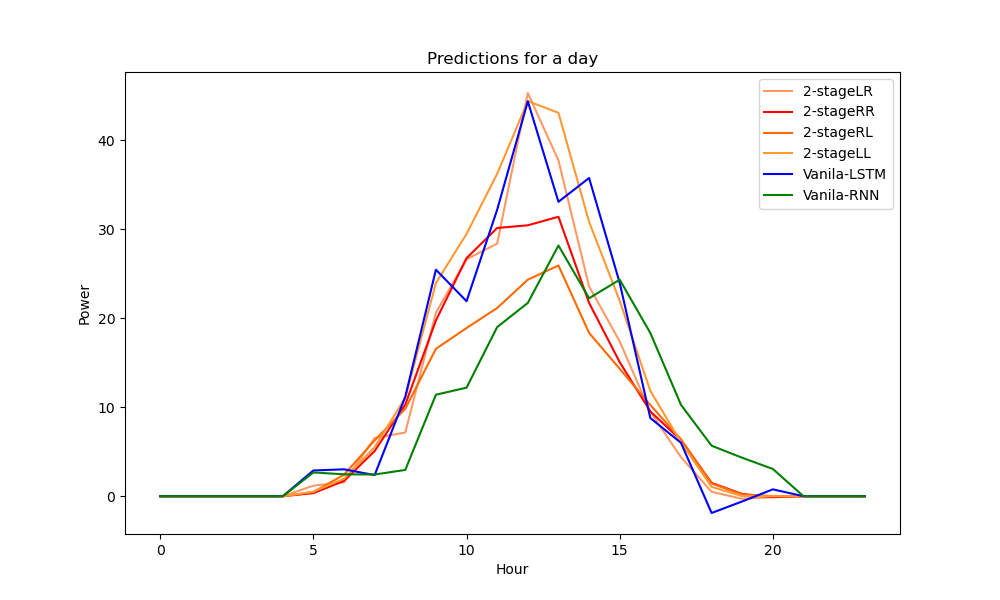 Predictions for a day
2-stageLR
2-stageRR
2-stageRL
2-stageLL
Vanila-LSTM
Vanila-RNN
Power
40
30
20
10
0
0 5 10 15 20
Hour